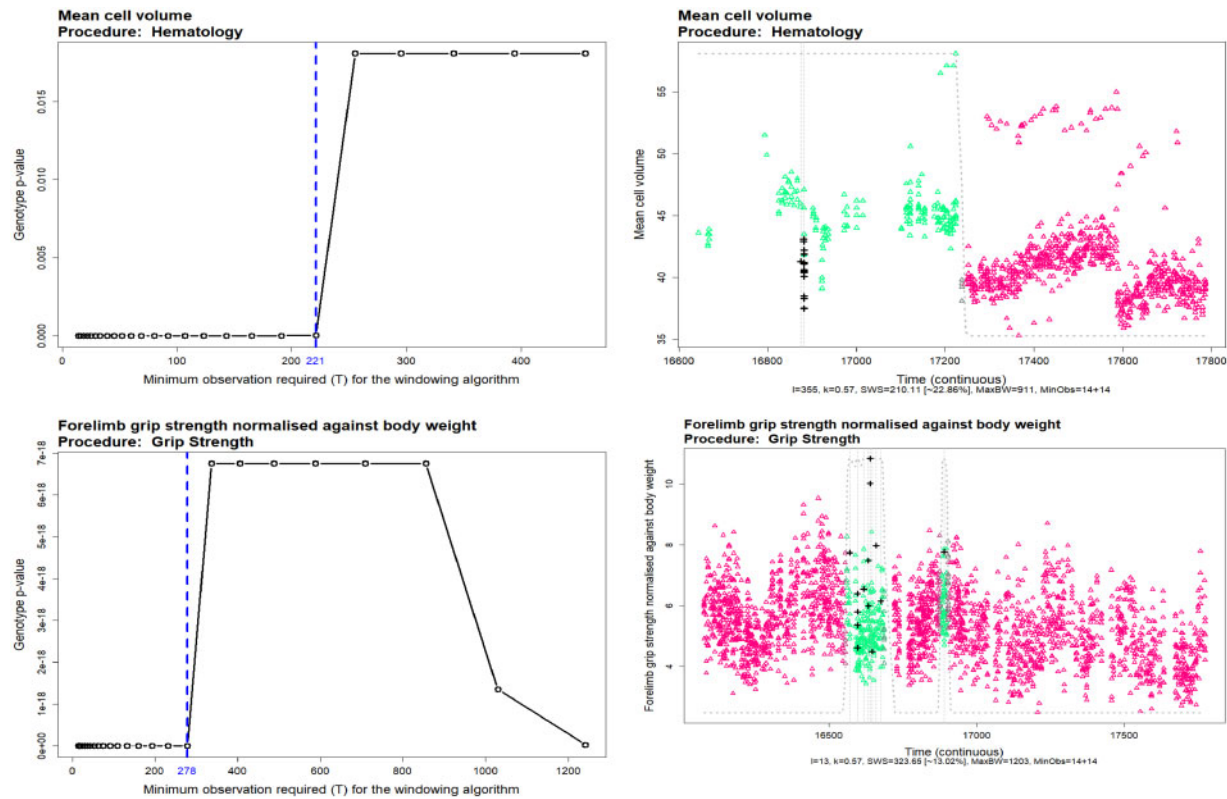 Mean cell volume
Procedure: Hematology
Genotype p-value
0.000 0.005 0.010 0.015
0 100 200 300 400
221
Minimum observation required (T) for the windowing algorithm
Mean cell volume
Procedure: Hematology
Mean cell volume
35 40 45 50 55
16600 16800 17000 17200 17400 17600 17800
Time (continuous)
l=355, k=0.57, SWS=210.11 [~22.86%], MaxBW=911, MinObs=14+14
Forelimb grip strength normalised against body weight
Procedure: Grip Strength
Genotype p-value
0e+00 1e-18 2e-18 3e-18 4e-18 5e-18 6e-18 7e-18
0 200 400 600 800 1000 1200
278
Minimum observation required (T) for the windowing algorithm
Forelimb grip strength normalised against body weight
Procedure: Grip Strength
Forelimb grip strength normalised against body weight
4 6 8 10
16500 17000 17500
Time (continuous)
l=13, k=0.57, SWS=323.65 [~13.02%], MaxBW=1203, MinObs=14+14